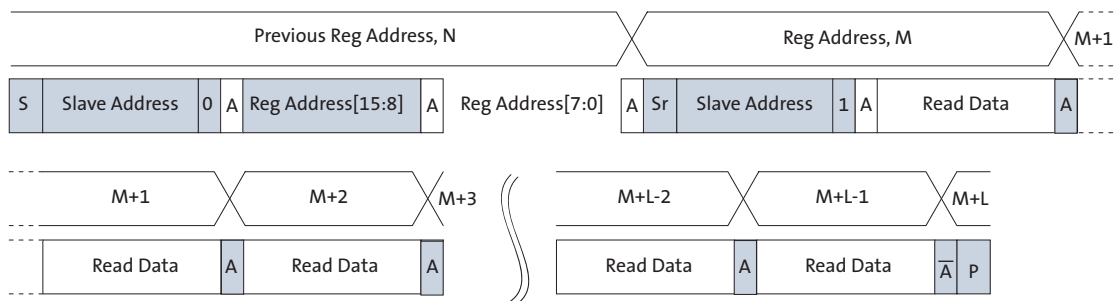 Previous Reg Address, N Reg Address, M M+1
S Slave Address 0 A Reg Address[15:8] A Reg Address[7:0] A Sr Slave Address 1 A Read Data A
M+1 M+2 M+3 M+L-2 M+L-1 M+L
Read Data A Read Data A Read Data A Read Data A̅ P